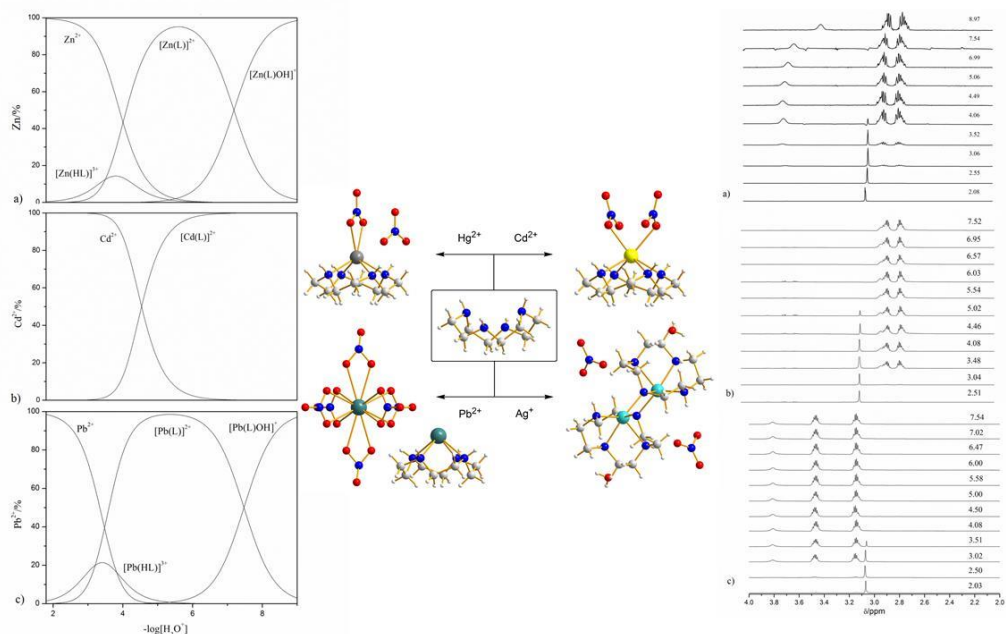 100
80
60
40
20
0
Zn/%
Zn²⁺
[Zn(L)]²⁺
[Zn(L)OH]⁺
[Zn(HL)]³⁺
a)
100
80
60
40
20
0
Cd²⁺/%
Cd²⁺
[Cd(L)]²⁺
b)
100
80
60
40
20
0
Pb²⁺/%
Pb²⁺
[Pb(L)]²⁺
[Pb(L)OH]⁺
[Pb(HL)]³⁺
c)
2 4 6 8
-log[H₃O⁺]
Hg²⁺ Cd²⁺
Pb²⁺ Ag⁺
8.97
7.54
6.99
5.06
4.49
4.06
3.52
3.06
2.55
2.06
a)
7.52
6.95
6.57
6.03
5.54
5.02
4.46
4.08
3.48
3.04
2.51
b)
7.54
7.02
6.47
6.00
5.58
5.00
4.50
4.08
3.51
3.02
2.50
2.03
c)
4.0 3.8 3.6 3.4 3.2 3.0 2.8 2.6 2.4 2.2 2.0
δ/ppm